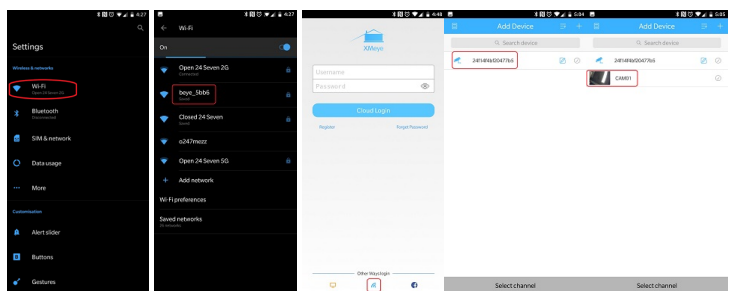 4:27
Settings
Wireless & networks
Wi-Fi
Open 24 Seven 2G
Bluetooth
Disconnected
SIM & network
Data usage
More
Customization
Alert slider
Buttons
Gestures
4:27
Wi-Fi
On
Open 24 Seven 2G
Connected
beye_5bb6
Saved
Closed 24 Seven
Saved
o247mezz
Open 24 Seven 5G
Add network
Wi-Fi preferences
Saved networks
4:48
XMeye
Username
Password
Cloud Login
Register
Forgot Password
Other Ways login
5:04
Add Device
Search device
24f14f4bf20477b5
Select channel
5:05
Add Device
Search device
24f14f4bf20477b5
CAM01
Select channel